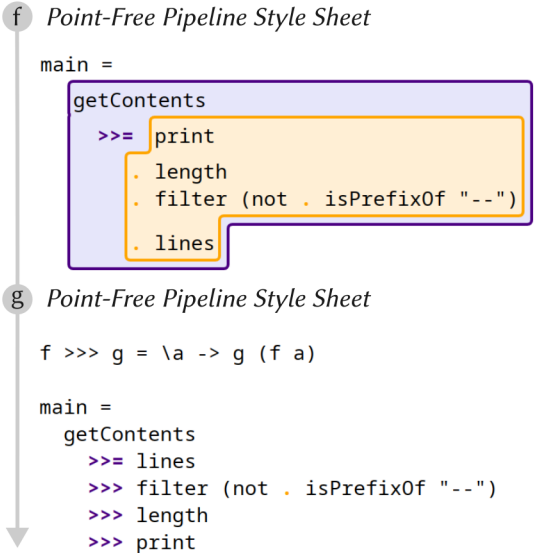 f Point-Free Pipeline Style Sheet
main =
getContents
>>= print
. length
. filter (not . isPrefixOf "--")
. lines
g Point-Free Pipeline Style Sheet
f >>> g = \a -> g (f a)
main =
getContents
>>= lines
>>> filter (not . isPrefixOf "--")
>>> length
>>> print